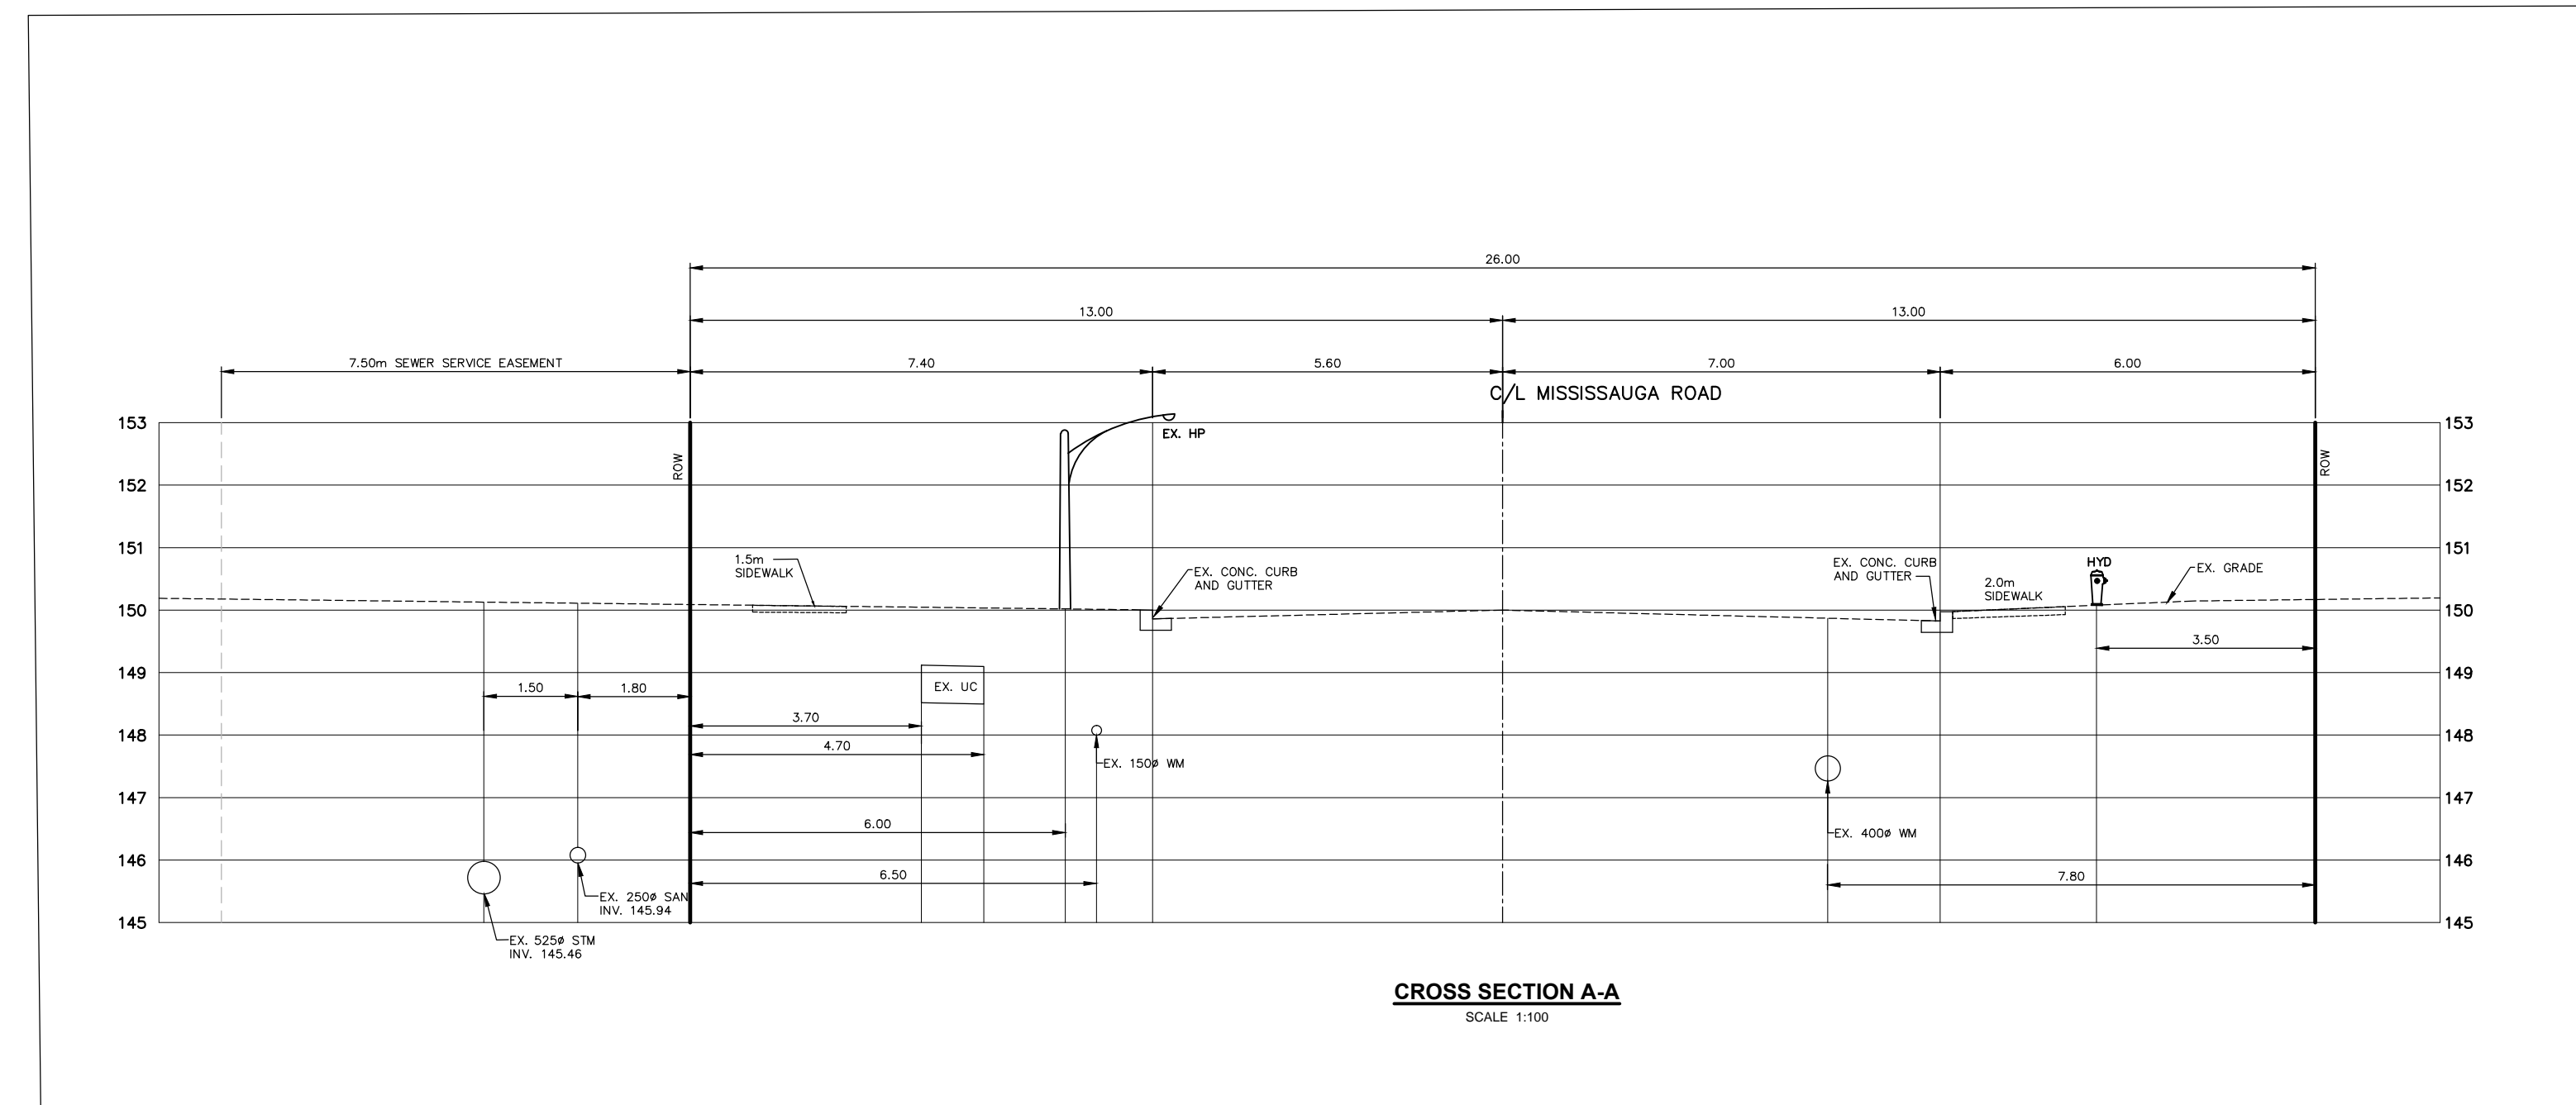 26.00
13.00
13.00
7.50m SEWER SERVICE EASEMENT
7.40
5.60
7.00
6.00
C/L MISSISSAUGA ROAD
153
153
EX. HP
ROW
ROW
152
152
151
151
1.5m
SIDEWALK
EX. CONC. CURB
AND GUTTER
EX. CONC. CURB
AND GUTTER
2.0m
SIDEWALK
HYD
EX. GRADE
150
150
3.50
149
149
1.50
1.80
EX. UC
3.70
148
148
4.70
EX. 150ø WM
147
147
6.00
EX. 400ø WM
146
146
6.50
7.80
EX. 250ø SAN
INV. 145.94
145
145
EX. 525ø STM
INV. 145.46
CROSS SECTION A-A
SCALE 1:100